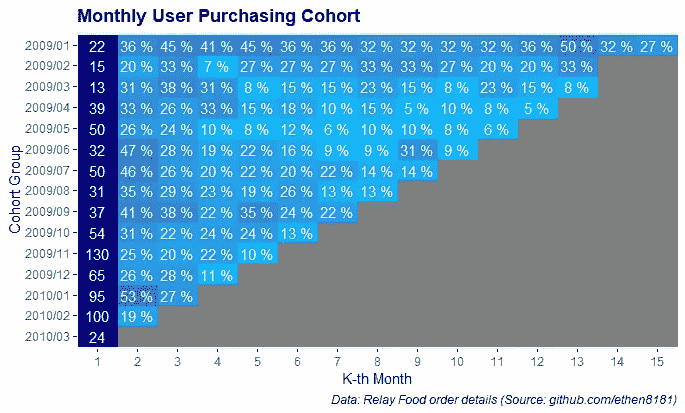 Monthly User Purchasing Cohort
2009/01 22 36 % 45 % 41 % 45 % 36 % 36 % 32 % 32 % 32 % 32 % 36 % 50 % 32 % 27 %
2009/02 15 20 % 33 % 7 % 27 % 27 % 27 % 33 % 33 % 27 % 20 % 20 % 33 %
2009/03 13 31 % 38 % 31 % 8 % 15 % 15 % 23 % 15 % 8 % 23 % 15 % 8 %
2009/04 39 33 % 26 % 33 % 15 % 18 % 10 % 15 % 5 % 10 % 8 % 5 %
2009/05 50 26 % 24 % 10 % 8 % 12 % 6 % 10 % 10 % 8 % 6 %
2009/06 32 47 % 28 % 19 % 22 % 16 % 9 % 9 % 31 % 9 %
2009/07 50 46 % 26 % 20 % 22 % 20 % 22 % 14 % 14 %
2009/08 31 35 % 29 % 23 % 19 % 26 % 13 % 13 %
2009/09 37 41 % 38 % 22 % 35 % 24 % 22 %
2009/10 54 31 % 22 % 24 % 24 % 13 %
2009/11 130 25 % 20 % 22 % 10 %
2009/12 65 26 % 28 % 11 %
2010/01 95 53 % 27 %
2010/02 100 19 %
2010/03 24
Cohort Group
1 2 3 4 5 6 7 8 9 10 11 12 13 14 15
K-th Month
Data: Relay Food order details (Source: github.com/ethen8181)